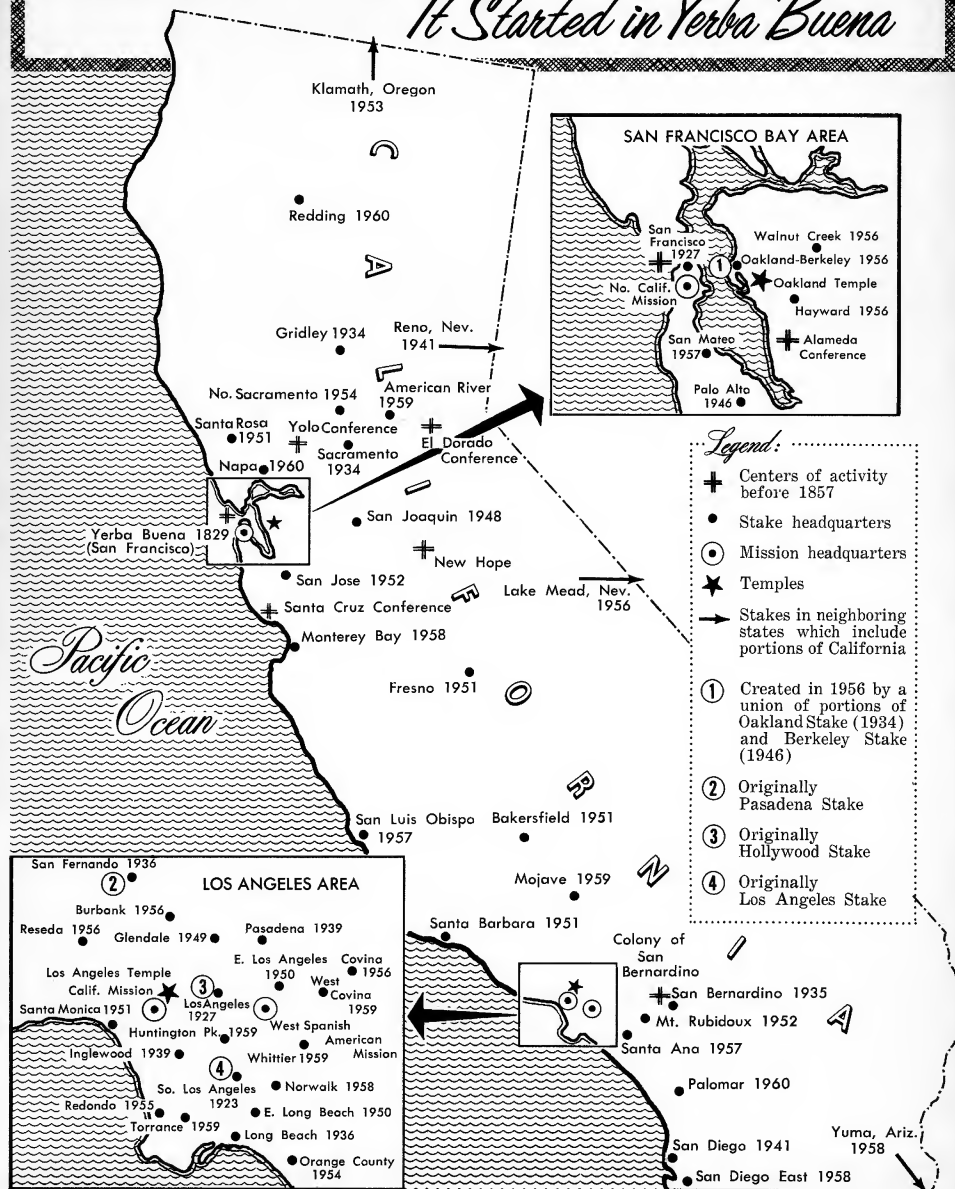 It Started in Yerba Buena
Klamath, Oregon
1953
C
A
L
I
F
O
R
N
I
A
Redding 1960
Gridley 1934
Reno, Nev.
1941
No. Sacramento 1954
American River
1959
Santa Rosa
1951
Yolo Conference
Sacramento
1934
El Dorado
Conference
Napa 1960
Yerba Buena 1829
(San Francisco)
San Joaquin 1948
New Hope
San Jose 1952
Lake Mead, Nev.
1956
Santa Cruz Conference
Monterey Bay 1958
Fresno 1951
Pacific
Ocean
San Luis Obispo
1957
Bakersfield 1951
Mojave 1959
Santa Barbara 1951
Colony of
San
Bernardino
San Bernardino 1935
Mt. Rubidoux 1952
Santa Ana 1957
Palomar 1960
San Diego 1941
San Diego East 1958
Yuma, Ariz.
1958
SAN FRANCISCO BAY AREA
San
Francisco
1927
No. Calif.
Mission
1
Walnut Creek 1956
Oakland-Berkeley 1956
Oakland Temple
Hayward 1956
San Mateo
1957
Alameda
Conference
Palo Alto
1946
Legend:
Centers of activity
before 1857
Stake headquarters
Mission headquarters
Temples
Stakes in neighboring
states which include
portions of California
1 Created in 1956 by a
union of portions of
Oakland Stake (1934)
and Berkeley Stake
(1946)
2 Originally
Pasadena Stake
3 Originally
Hollywood Stake
4 Originally
Los Angeles Stake
LOS ANGELES AREA
San Fernando 1936
2
Burbank 1956
Reseda 1956
Glendale 1949
Pasadena 1939
E. Los Angeles
1950
Covina
1956
West
Covina
1959
Los Angeles Temple
Calif. Mission
3
Los Angeles
1927
Santa Monica 1951
Huntington Pk. 1959
West Spanish
American
Mission
Inglewood 1939
Whittier 1959
4
So. Los Angeles
1923
Norwalk 1958
Redondo 1955
Torrance 1959
E. Long Beach 1950
Long Beach 1936
Orange County
1954